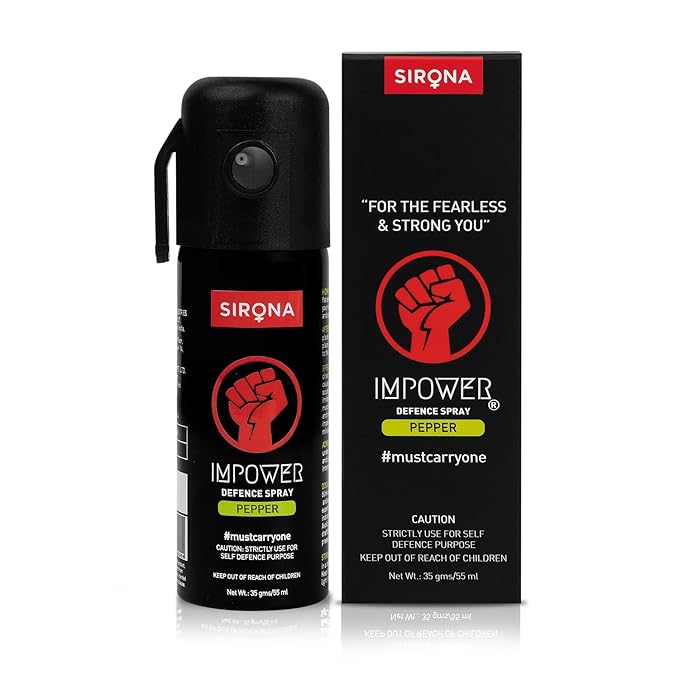 SIRONA
IMPOWER
DEFENCE SPRAY
PEPPER
#mustcarryone
CAUTION: STRICTLY USE FOR
SELF DEFENCE PURPOSE
KEEP OUT OF REACH OF CHILDREN
Net Wt.: 35 gms/55 ml
SIRONA
"FOR THE FEARLESS
& STRONG YOU"
IMPOWER®
DEFENCE SPRAY
PEPPER
#mustcarryone
CAUTION
STRICTLY USE FOR SELF
DEFENCE PURPOSE
KEEP OUT OF REACH OF CHILDREN
Net Wt.: 35 gms/55 ml